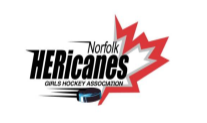 Norfolk
HERicanes
GIRLS HOCKEY ASSOCIATION